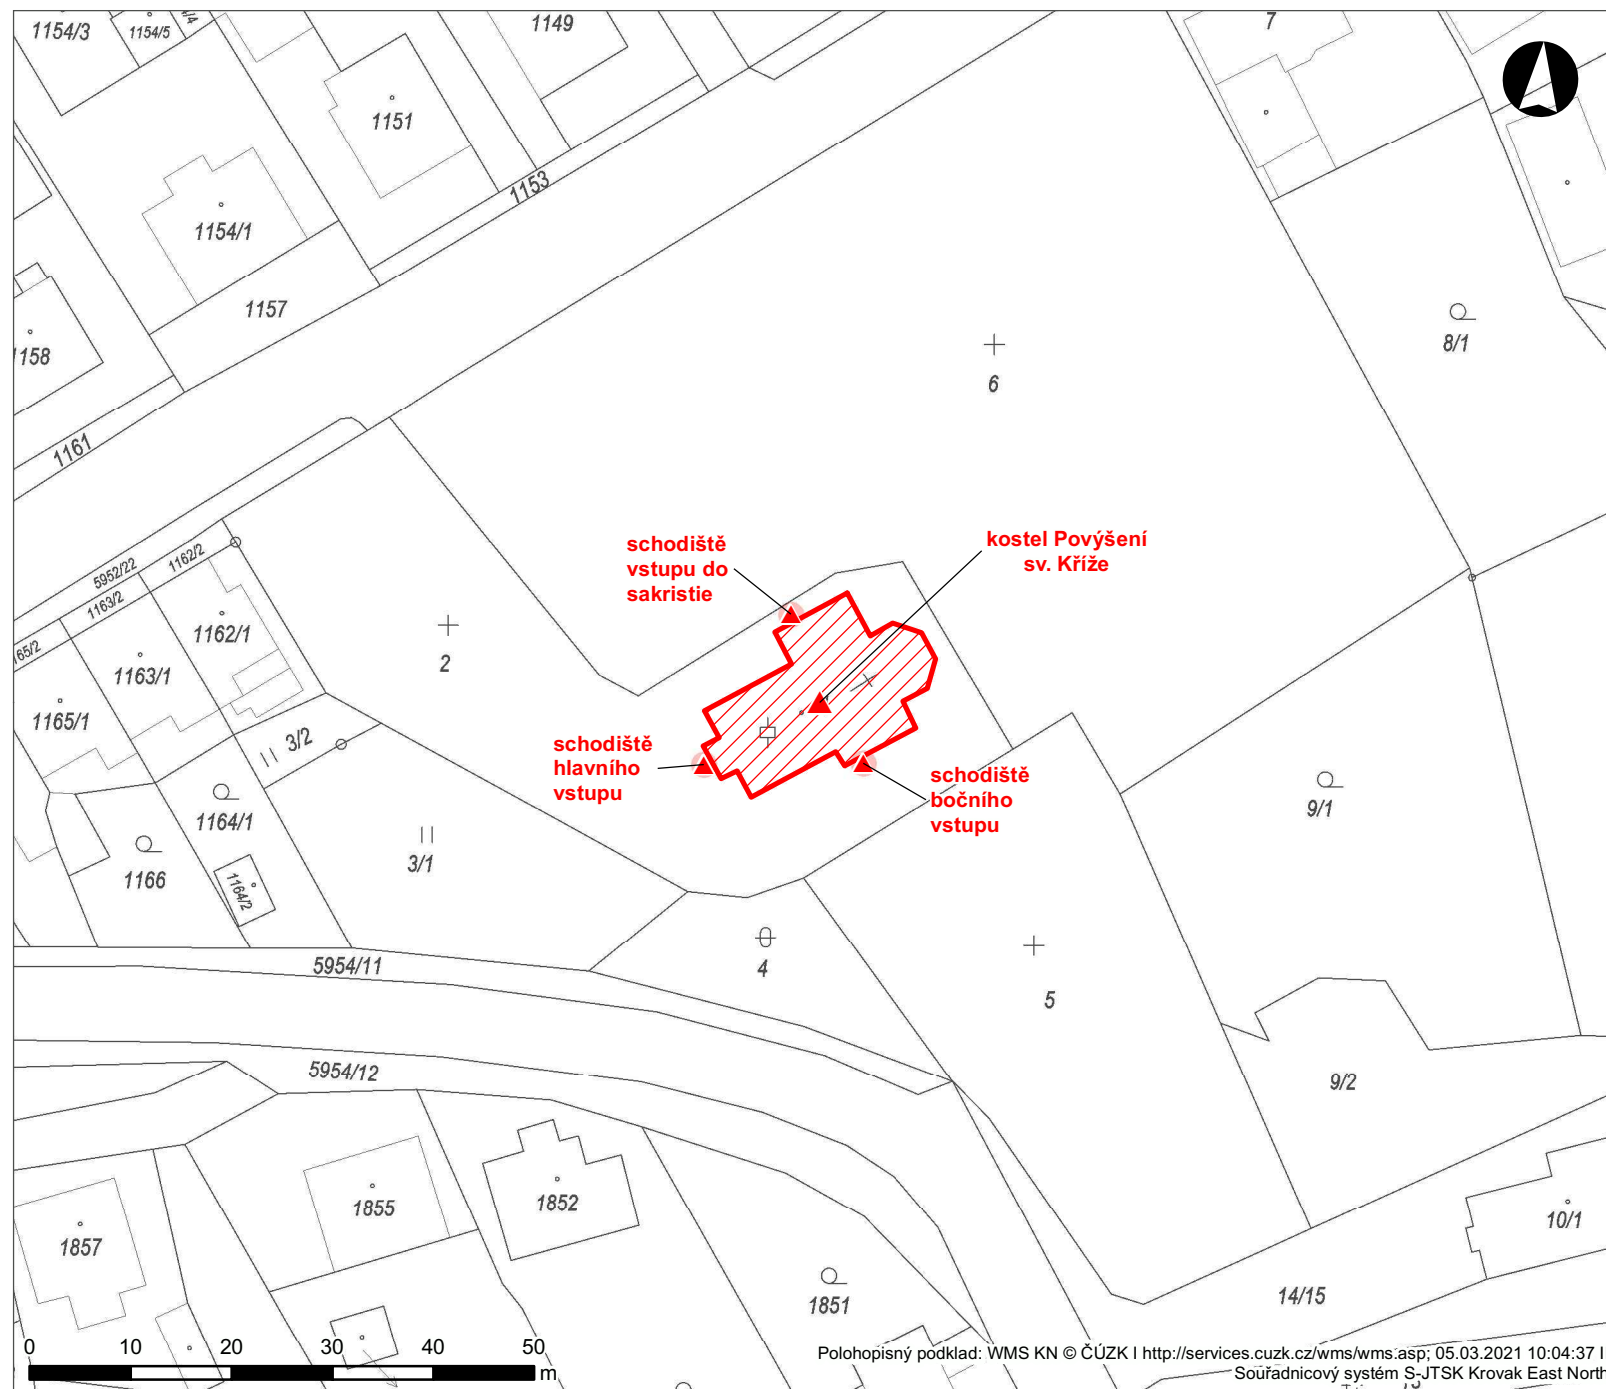 1154/3
1154/5
1149
7
1151
1153
1154/1
1157
1158
8/1
6
1161
schodiště
vstupu do
sakristie
kostel Povýšení
sv. Kříže
5952/22
1162/2
1163/2
1162/1
2
1163/1
1165/1
3/2
schodiště
hlavního
vstupu
schodiště
bočního
vstupu
9/1
1164/1
3/1
1166
1164/2
5954/11
4
5
5954/12
9/2
1855
1852
1857
10/1
1851
14/15
0 10 20 30 40 50
m
Polohopisný podklad: WMS KN © ČÚZK I http://services.cuzk.cz/wms/wms.asp; 05.03.2021 10:04:37 I
Souřadnicový systém S-JTSK Krovak East North